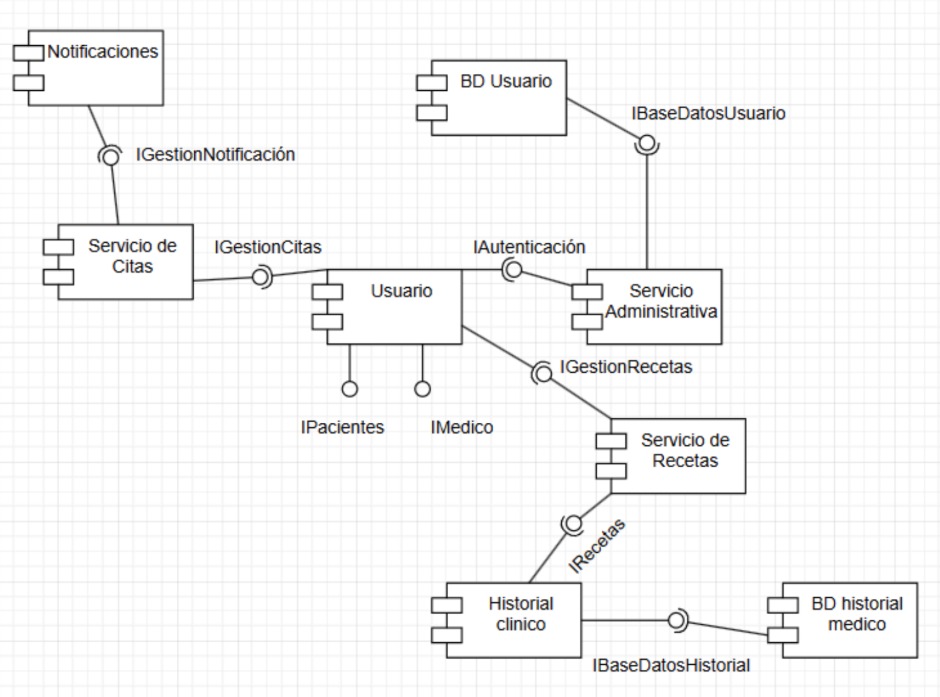 Notificaciones
BD Usuario
IBaseDatosUsuario
IGestionNotificación
Servicio de
Citas
IGestionCitas
IAutenticación
Usuario
Servicio
Administrativa
IGestionRecetas
IPacientes
IMedico
Servicio de
Recetas
IRecetas
Historial
clinico
BD historial
medico
IBaseDatosHistorial